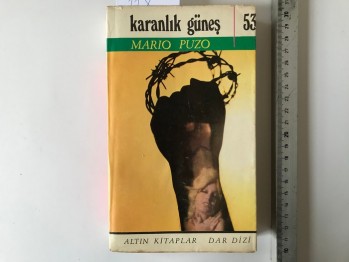 karanlık güneş 53
MARIO PUZO
ALTIN KİTAPLAR DAR DİZİ